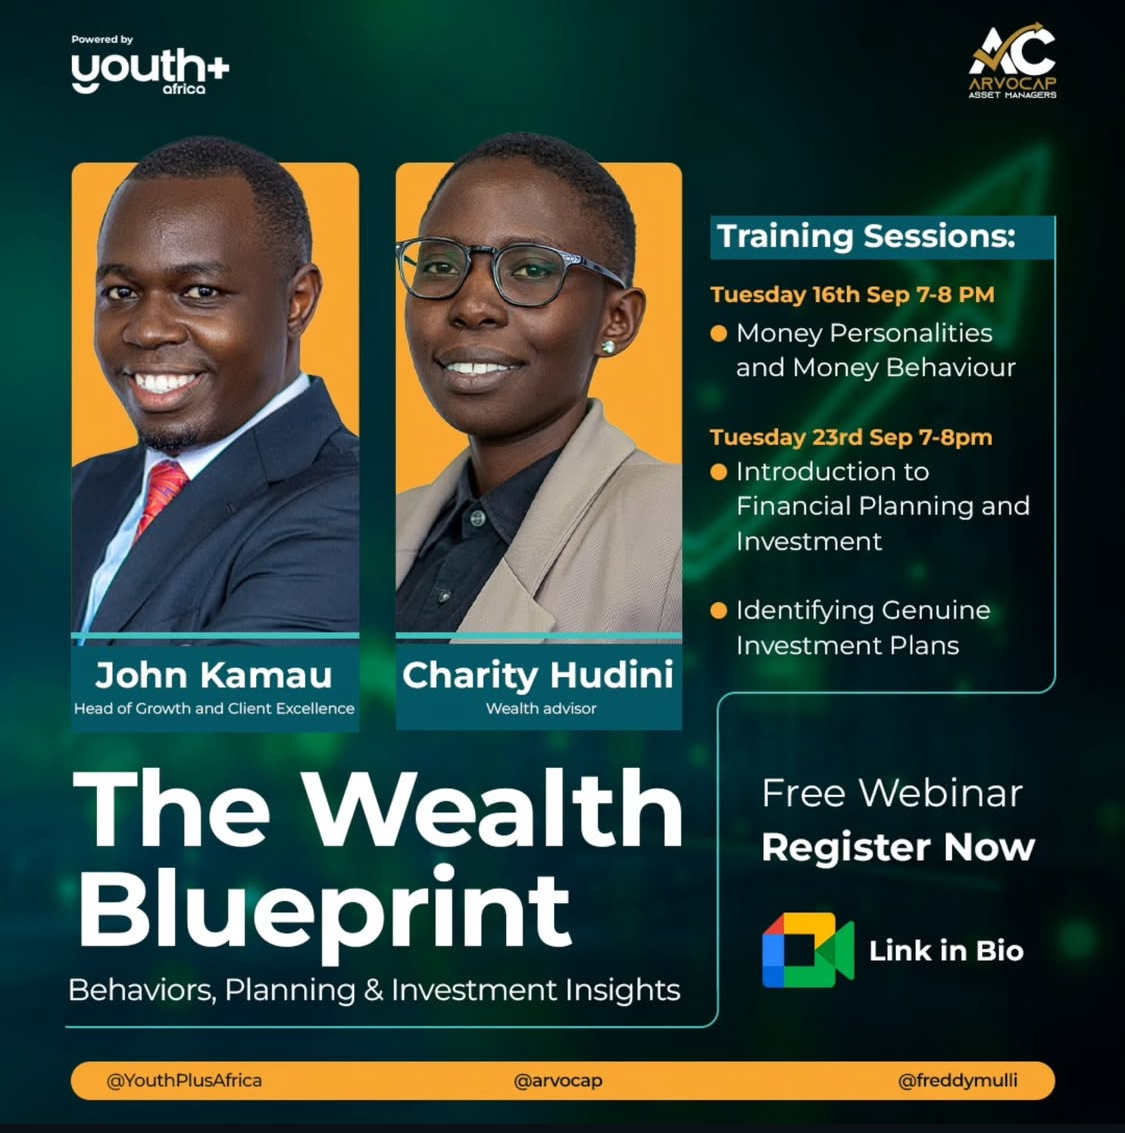 Powered by
youth+
africa
AC
ARVOCAP
ASSET MANAGERS
Training Sessions:
Tuesday 16th Sep 7-8 PM
Money Personalities
and Money Behaviour
Tuesday 23rd Sep 7-8pm
Introduction to
Financial Planning and
Investment
Identifying Genuine
Investment Plans
John Kamau
Head of Growth and Client Excellence
Charity Hudini
Wealth advisor
The Wealth
Blueprint
Behaviors, Planning & Investment Insights
Free Webinar
Register Now
Link in Bio
@YouthPlusAfrica
@arvocap
@freddymulli